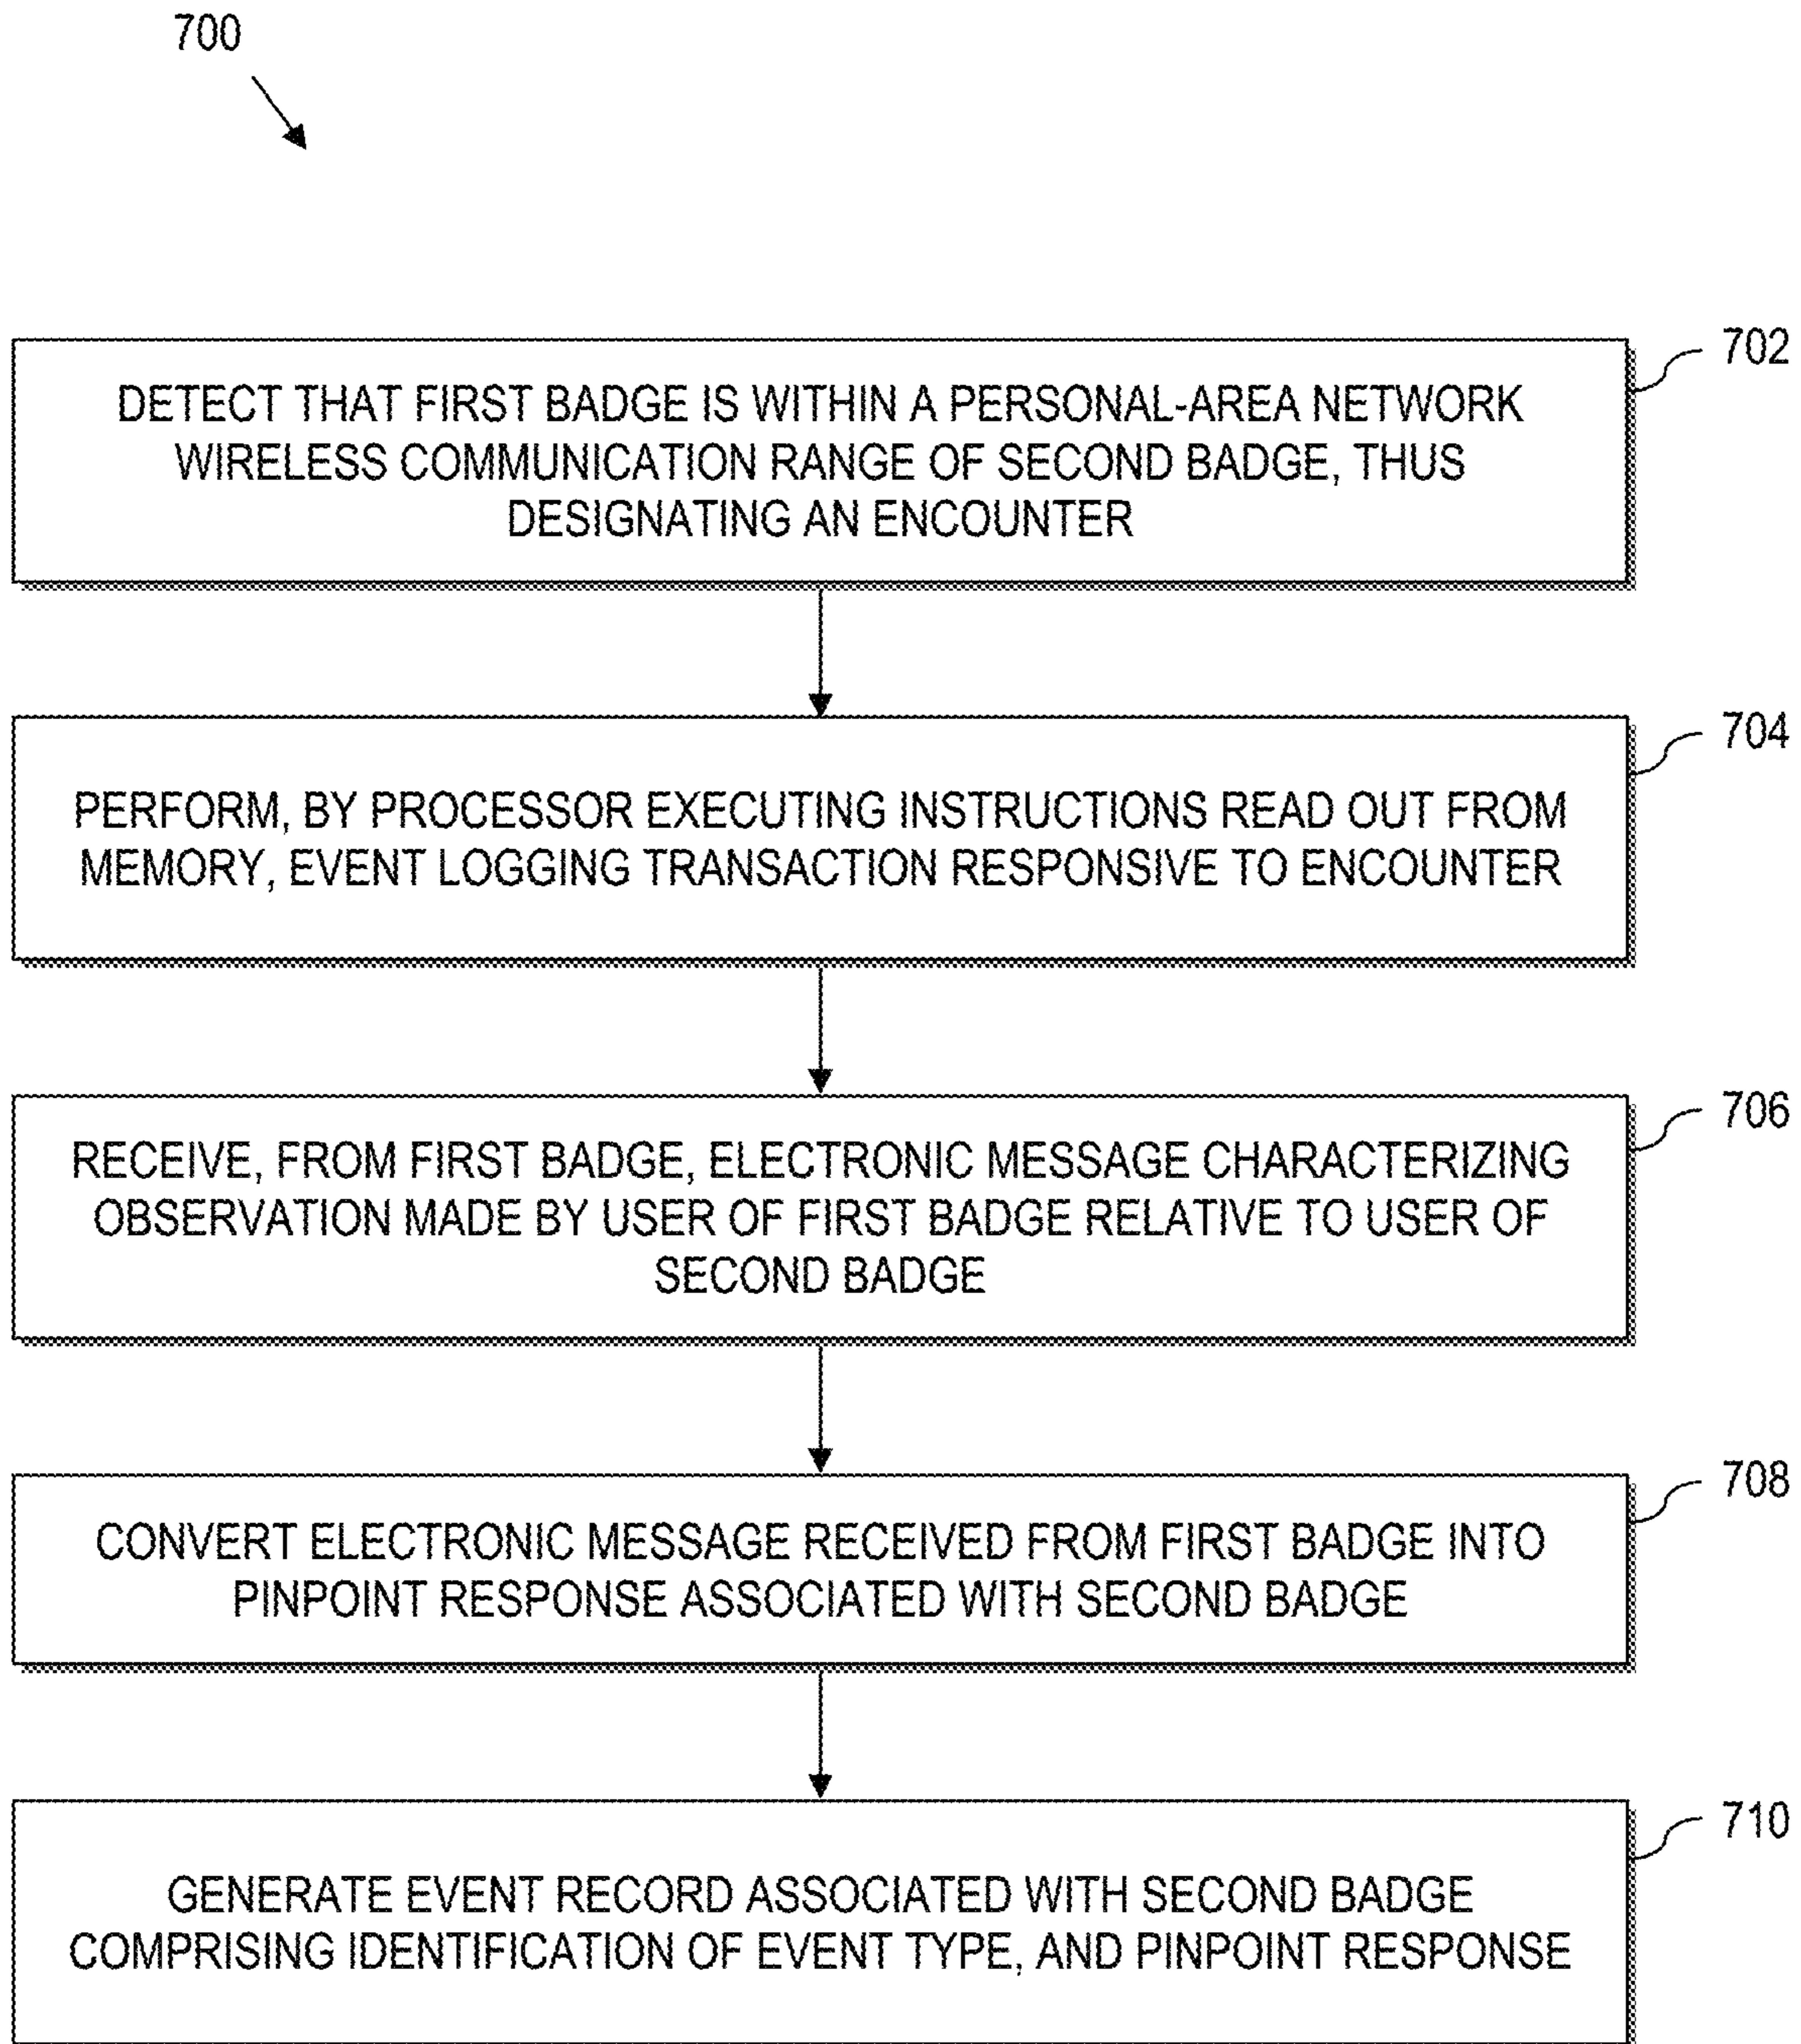 700
702
DETECT THAT FIRST BADGE IS WITHIN A PERSONAL-AREA NETWORK
WIRELESS COMMUNICATION RANGE OF SECOND BADGE, THUS
DESIGNATING AN ENCOUNTER
704
PERFORM, BY PROCESSOR EXECUTING INSTRUCTIONS READ OUT FROM
MEMORY, EVENT LOGGING TRANSACTION RESPONSIVE TO ENCOUNTER
706
RECEIVE, FROM FIRST BADGE, ELECTRONIC MESSAGE CHARACTERIZING
OBSERVATION MADE BY USER OF FIRST BADGE RELATIVE TO USER OF
SECOND BADGE
708
CONVERT ELECTRONIC MESSAGE RECEIVED FROM FIRST BADGE INTO
PINPOINT RESPONSE ASSOCIATED WITH SECOND BADGE
710
GENERATE EVENT RECORD ASSOCIATED WITH SECOND BADGE
COMPRISING IDENTIFICATION OF EVENT TYPE, AND PINPOINT RESPONSE